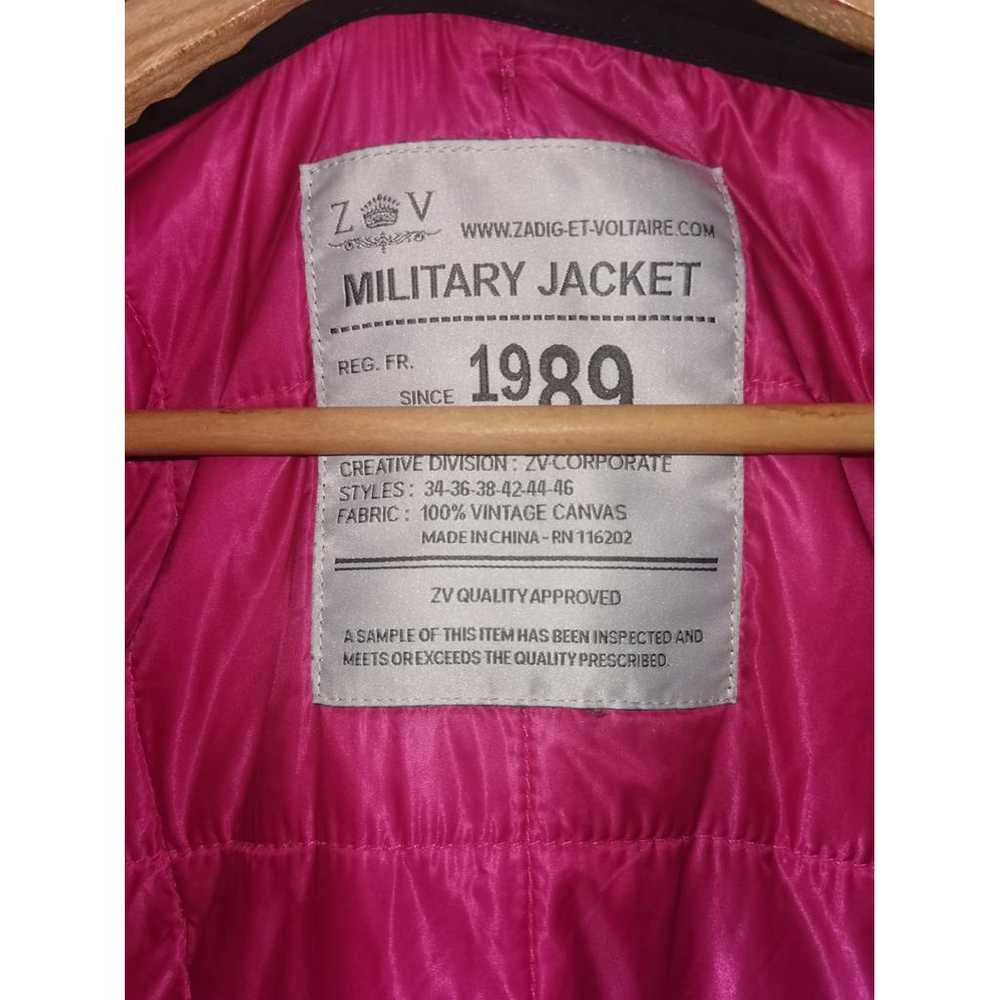 Z V
WWW.ZADIG-ET-VOLTAIRE.COM
MILITARY JACKET
REG. FR.
SINCE 1989
CREATIVE DIVISION : ZV-CORPORATE
STYLES : 34-36-38-42-44-46
FABRIC : 100% VINTAGE CANVAS
MADE IN CHINA - RN 116202
ZV QUALITY APPROVED
A SAMPLE OF THIS ITEM HAS BEEN INSPECTED AND
MEETS OR EXCEEDS THE QUALITY PRESCRIBED.